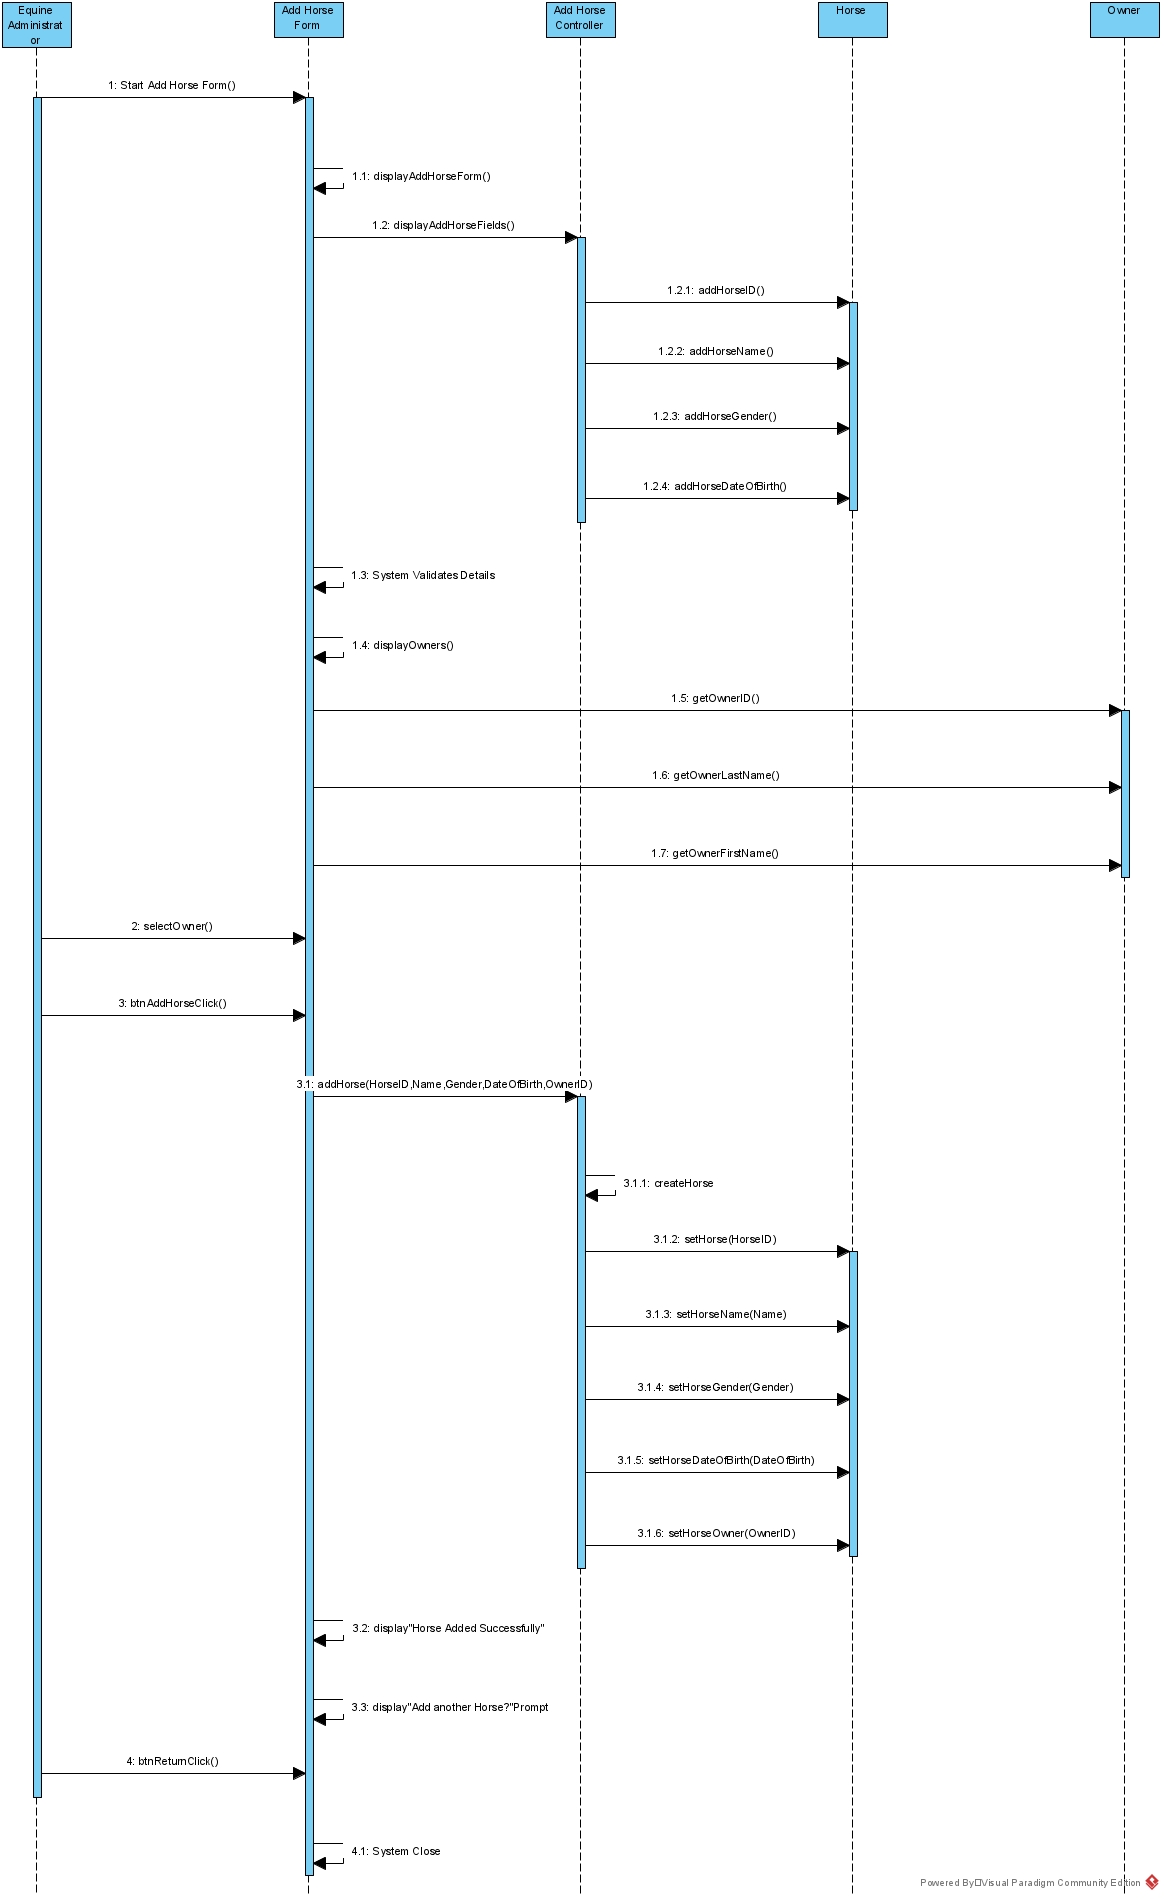 Equine
Administrat
or
Add Horse
Form
Add Horse
Controller
Horse
Owner
1: Start Add Horse Form()
1.1: displayAddHorseForm()
1.2: displayAddHorseFields()
1.2.1: addHorseID()
1.2.2: addHorseName()
1.2.3: addHorseGender()
1.2.4: addHorseDateOfBirth()
1.3: System Validates Details
1.4: displayOwners()
1.5: getOwnerID()
1.6: getOwnerLastName()
1.7: getOwnerFirstName()
2: selectOwner()
3: btnAddHorseClick()
3.1: addHorse(HorseID,Name,Gender,DateOfBirth,OwnerID)
3.1.1: createHorse
3.1.2: setHorse(HorseID)
3.1.3: setHorseName(Name)
3.1.4: setHorseGender(Gender)
3.1.5: setHorseDateOfBirth(DateOfBirth)
3.1.6: setHorseOwner(OwnerID)
3.2: display"Horse Added Successfully"
3.3: display"Add another Horse?"Prompt
4: btnReturnClick()
4.1: System Close
Powered By□Visual Paradigm Community Edition